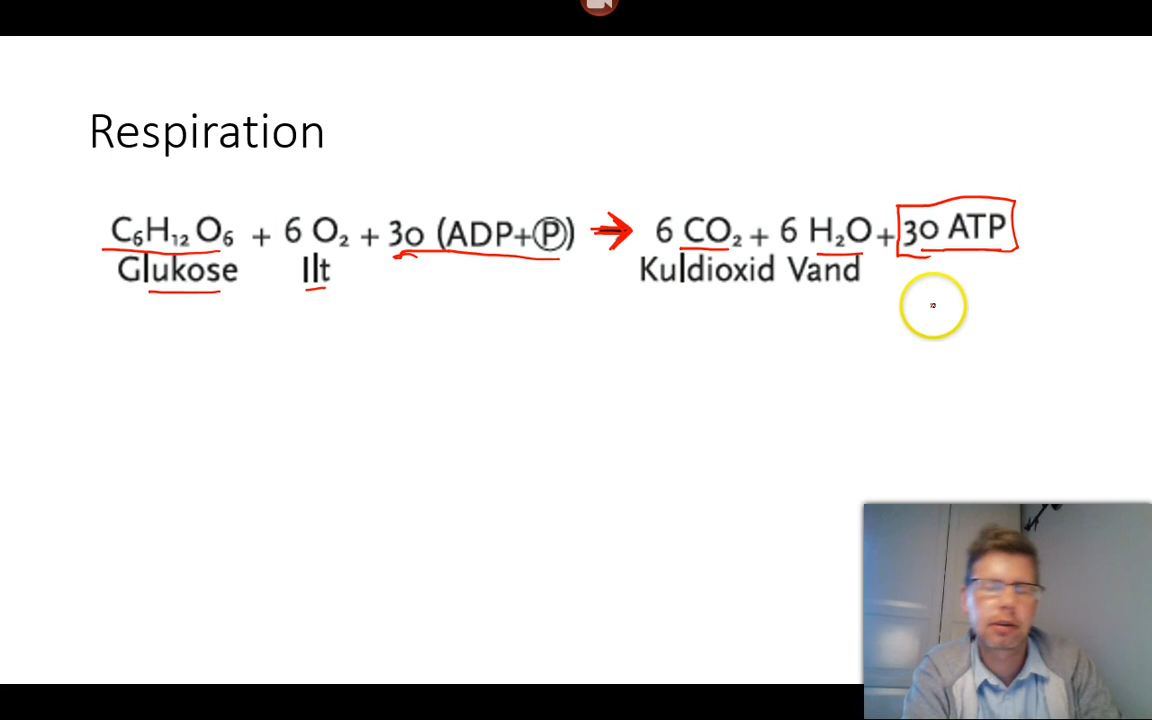 Respiration
C₆H₁₂O₆ + 6 O₂ + 30 (ADP+Ⓟ) → 6 CO₂ + 6 H₂O + 30 ATP
Glukose Ilt Kuldioxid Vand